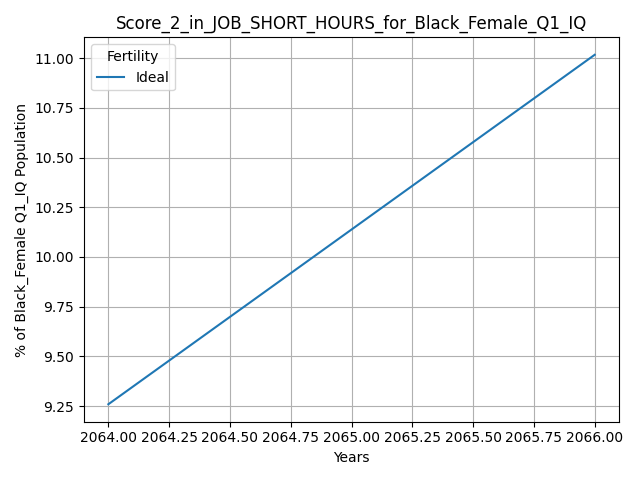 Score_2_in_JOB_SHORT_HOURS_for_Black_Female_Q1_IQ
Fertility
Ideal
% of Black_Female Q1_IQ Population
11.00
10.75
10.50
10.25
10.00
9.75
9.50
9.25
2064.00 2064.25 2064.50 2064.75 2065.00 2065.25 2065.50 2065.75 2066.00
Years